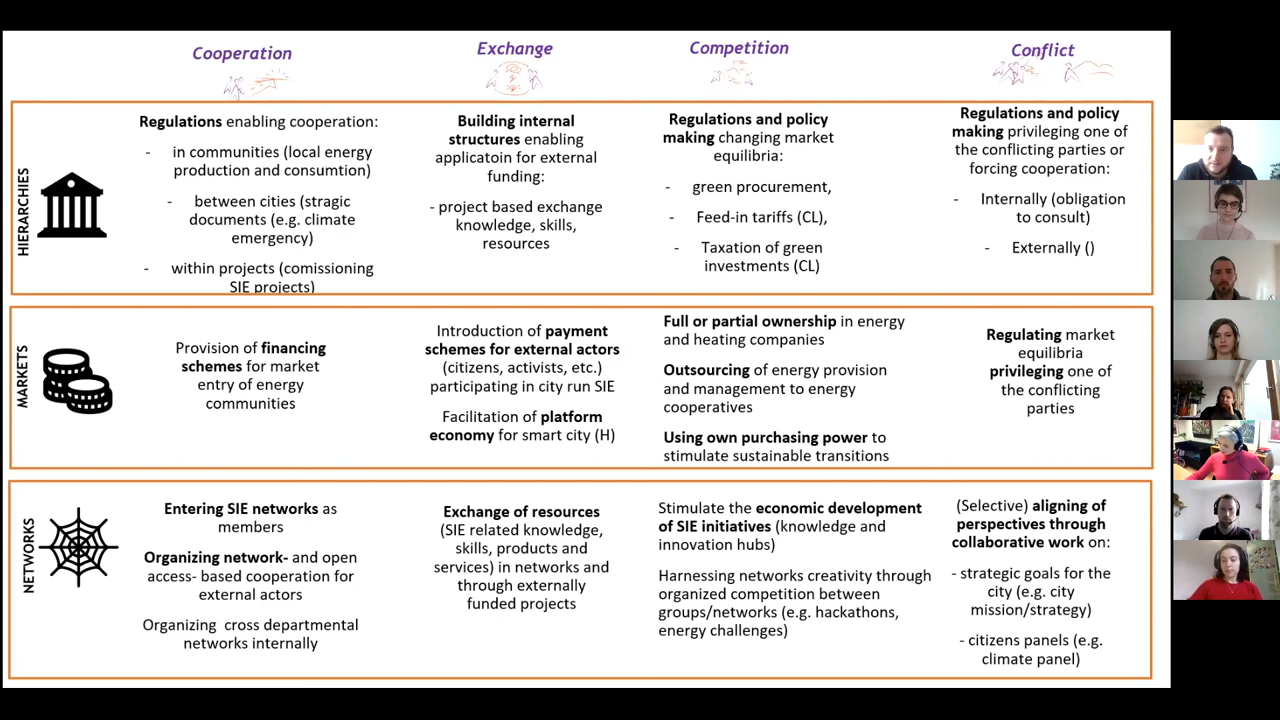 Cooperation
Exchange
Competition
Conflict
HIERARCHIES
Regulations enabling cooperation:
- in communities (local energy
production and consumtion)
- between cities (stragic
documents (e.g. climate
emergency)
- within projects (comissioning
SIE projects)
Building internal
structures enabling
applicatoin for external
funding:
- project based exchange
knowledge, skills,
resources
Regulations and policy
making changing market
equilibria:
- green procurement,
- Feed-in tariffs (CL),
- Taxation of green
investments (CL)
Regulations and policy
making privileging one of
the conflicting parties or
forcing cooperation:
- Internally (obligation
to consult)
- Externally ()
MARKETS
Provision of financing
schemes for market
entry of energy
communities
Introduction of payment
schemes for external actors
(citizens, activists, etc.)
participating in city run SIE
Facilitation of platform
economy for smart city (H)
Full or partial ownership in energy
and heating companies
Outsourcing of energy provision
and management to energy
cooperatives
Using own purchasing power to
stimulate sustainable transitions
Regulating market
equilibria
privileging one of
the conflicting
parties
NETWORKS
Entering SIE networks as
members
Organizing network- and open
access- based cooperation for
external actors
Organizing cross departmental
networks internally
Exchange of resources
(SIE related knowledge,
skills, products and
services) in networks and
through externally
funded projects
Stimulate the economic development
of SIE initiatives (knowledge and
innovation hubs)
Harnessing networks creativity through
organized competition between
groups/networks (e.g. hackathons,
energy challenges)
(Selective) aligning of
perspectives through
collaborative work on:
- strategic goals for the
city (e.g. city
mission/strategy)
- citizens panels (e.g.
climate panel)